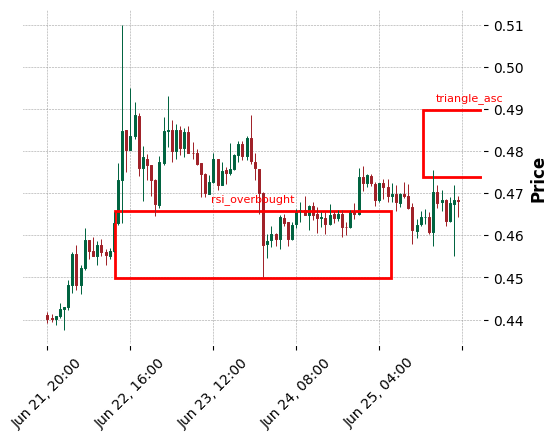 0.51
0.50
triangle_asc
0.49
0.48
rsi_overbought
0.47
0.46
0.45
0.44
Price
Jun 21, 20:00
Jun 22, 16:00
Jun 23, 12:00
Jun 24, 08:00
Jun 25, 04:00